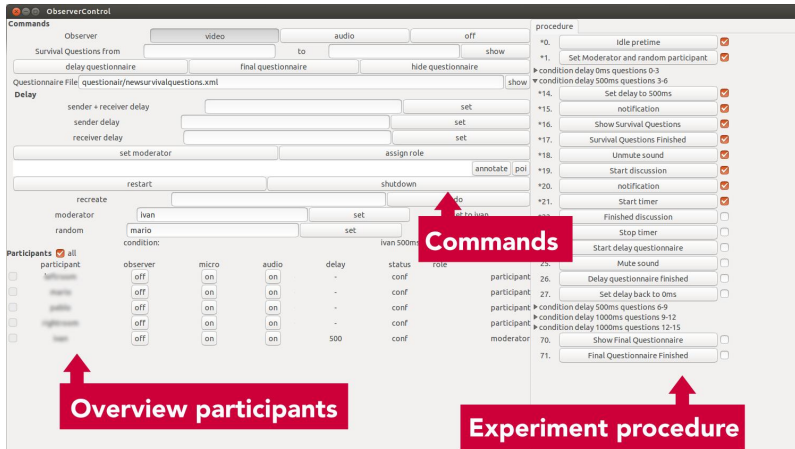 ObserverControl
Commands
Observer video audio off
Survival Questions from to show
delay questionnaire final questionnaire hide questionnaire
Questionnaire File questionair/newsurvivalquestions.xml show
Delay
sender + receiver delay set
sender delay set
receiver delay set
set moderator assign role
annotate poi
restart shutdown
recreate do
moderator ivan set set to ivan
random mario set
condition: ivan 500ms
Participants all
participant observer micro audio delay status role
off on on - conf participant
mario off on on - conf participant
pablo off on on - conf participant
off on on - conf participant
ivan off on on 500 conf moderator
procedure
*0. Idle pretime
*1. Set Moderator and random participant
condition delay 0ms questions 0-3
condition delay 500ms questions 3-6
*14. Set delay to 500ms
*15. notification
*16. Show Survival Questions
*17. Survival Questions Finished
*18. Unmute sound
*19. Start discussion
*20. notification
*21. Start timer
Finished discussion
Stop timer
Start delay questionnaire
25. Mute sound
26. Delay questionnaire finished
27. Set delay back to 0ms
condition delay 500ms questions 6-9
condition delay 1000ms questions 9-12
condition delay 1000ms questions 12-15
70. Show Final Questionnaire
71. Final Questionnaire Finished
Commands
Overview participants
Experiment procedure